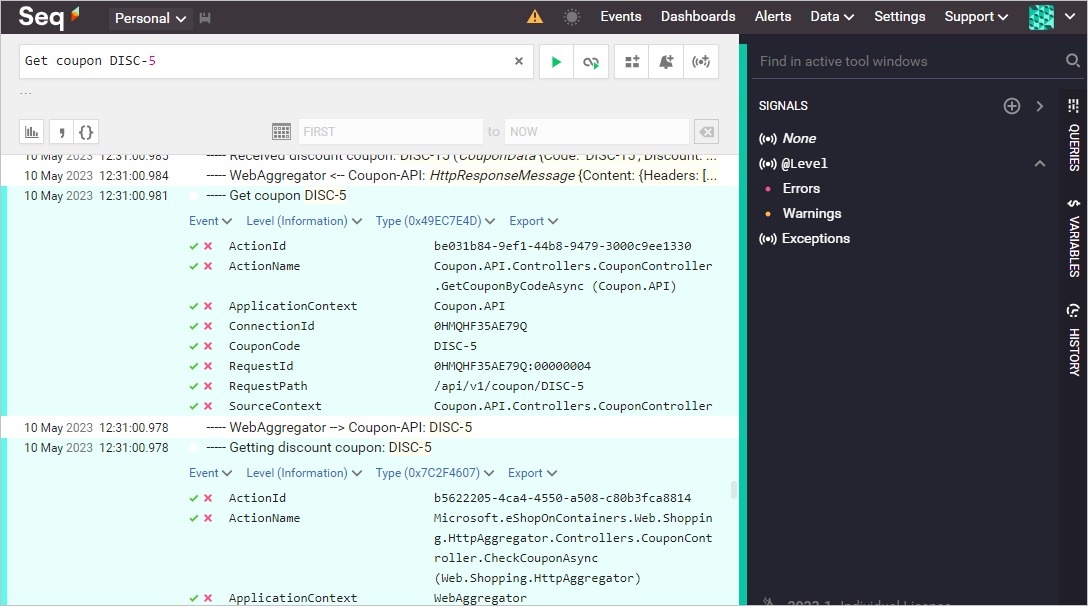 Seq
Personal
Events Dashboards Alerts Data Settings Support
Get coupon DISC-5 ×
...
FIRST to NOW
10 May 2023 12:31:00.985 ----- Received discount coupon: DISC-15 (CouponData {Code: "DISC-15", Discount: ...
10 May 2023 12:31:00.984 ----- WebAggregator <-- Coupon-API: HttpResponseMessage {Content: {Headers: [...
10 May 2023 12:31:00.981 ----- Get coupon DISC-5
Event Level (Information) Type (0x49EC7E4D) Export
ActionId be031b84-9ef1-44b8-9479-3000c9ee1330
ActionName Coupon.API.Controllers.CouponController
.GetCouponByCodeAsync (Coupon.API)
ApplicationContext Coupon.API
ConnectionId 0HMQHF35AE79Q
CouponCode DISC-5
RequestId 0HMQHF35AE79Q:00000004
RequestPath /api/v1/coupon/DISC-5
SourceContext Coupon.API.Controllers.CouponController
10 May 2023 12:31:00.978 ----- WebAggregator --> Coupon-API: DISC-5
10 May 2023 12:31:00.978 ----- Getting discount coupon: DISC-5
Event Level (Information) Type (0x7C2F4607) Export
ActionId b5622205-4ca4-4550-a508-c80b3fca8814
ActionName Microsoft.eShopOnContainers.Web.Shoppin
g.HttpAggregator.Controllers.CouponCont
roller.CheckCouponAsync
(Web.Shopping.HttpAggregator)
ApplicationContext WebAggregator
Find in active tool windows
SIGNALS
None
@Level
Errors
Warnings
Exceptions
QUERIES
$ VARIABLES
HISTORY
2023.1 Individual License